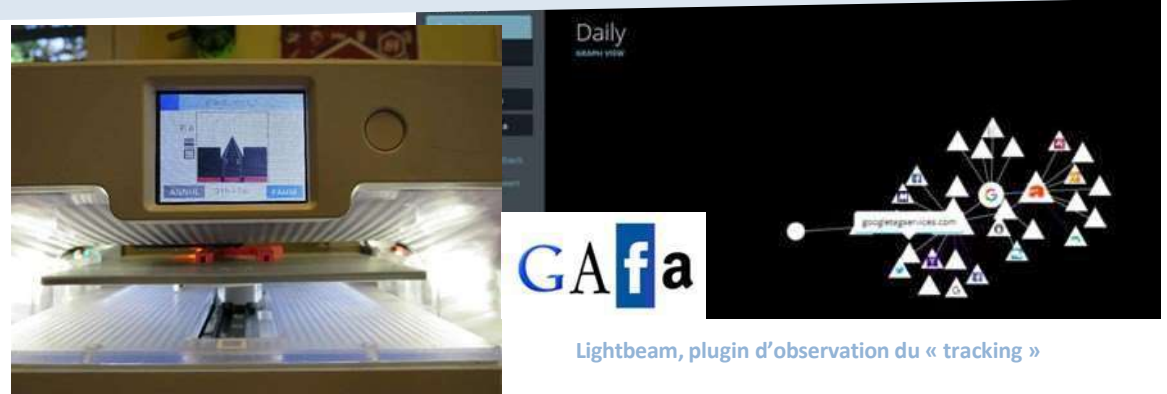 Daily
GRAPH VIEW
googletagservices.com
GAfa
Lightbeam, plugin d’observation du « tracking »